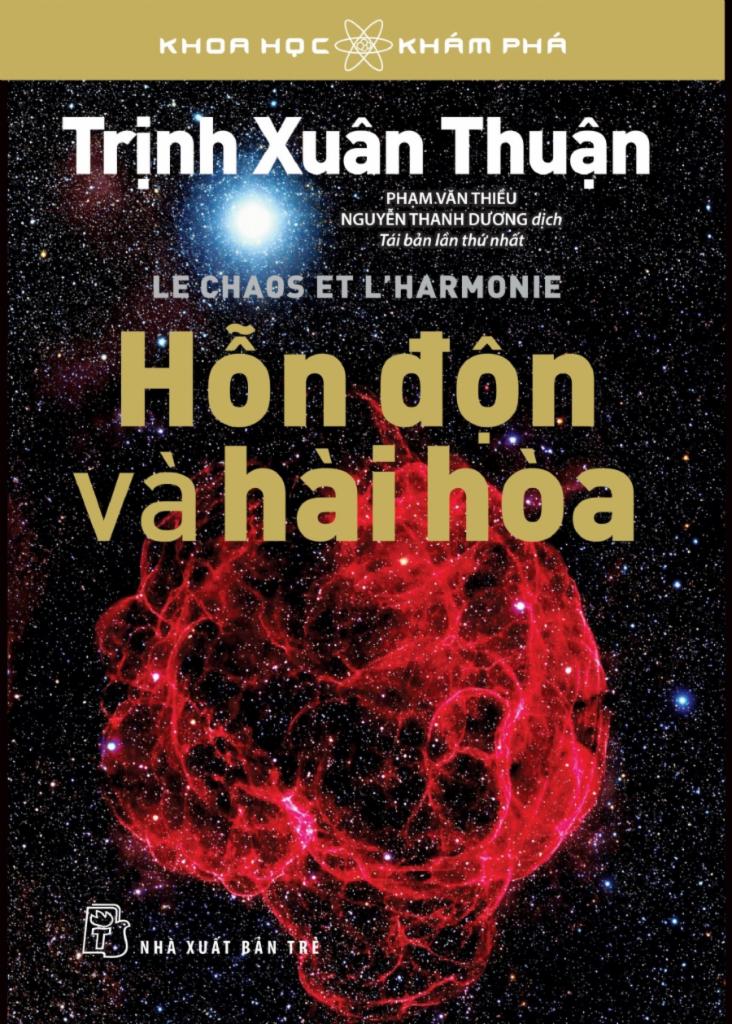 KHOA HỌC KHÁM PHÁ
Trịnh Xuân Thuận
PHẠM VĂN THIỀU
NGUYỄN THANH DƯƠNG dịch
Tái bản lần thứ nhất
LE CHAOS ET L'HARMONIE
Hỗn độn
và hài hòa
T
NHÀ XUẤT BẢN TRẺ